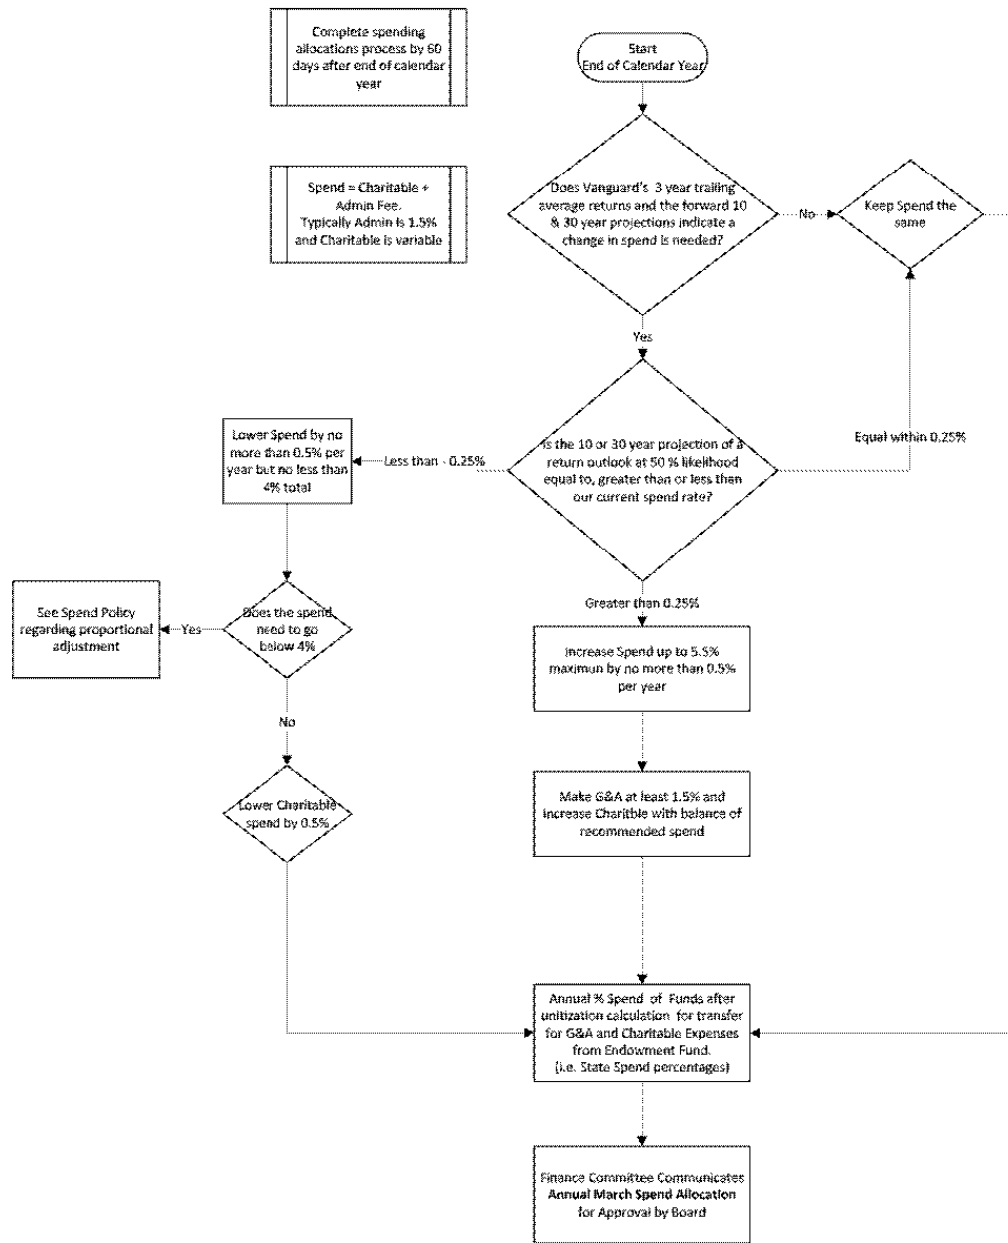 Complete spending
allocations process by 60
days after end of calendar
year
Start
End of Calendar Year
Spend = Charitable +
Admin Fee.
Typically Admin is 1.5%
and Charitable is variable
Does Vanguard's 3 year trailing
average returns and the forward 10
& 30 year projections indicate a
change in spend is needed?
No
Keep Spend the
same
Yes
Lower Spend by no
more than 0.5% per
year but no less than
4% total
Less than - 0.25%
Is the 10 or 30 year projection of a
return outlook at 50 % likelihood
equal to, greater than or less than
our current spend rate?
Equal within 0.25%
See Spend Policy
regarding proportional
adjustment
Yes
Does the spend
need to go
below 4%
Greater than 0.25%
Increase Spend up to 5.5%
maximun by no more than 0.5%
per year
No
Lower Charitable
spend by 0.5%
Make G&A at least 1.5% and
increase Charitble with balance of
recommended spend
Annual % Spend of Funds after
unitization calculation for transfer
for G&A and Charitable Expenses
from Endowment Fund.
(i.e. State Spend percentages)
Finance Committee Communicates
Annual March Spend Allocation
for Approval by Board